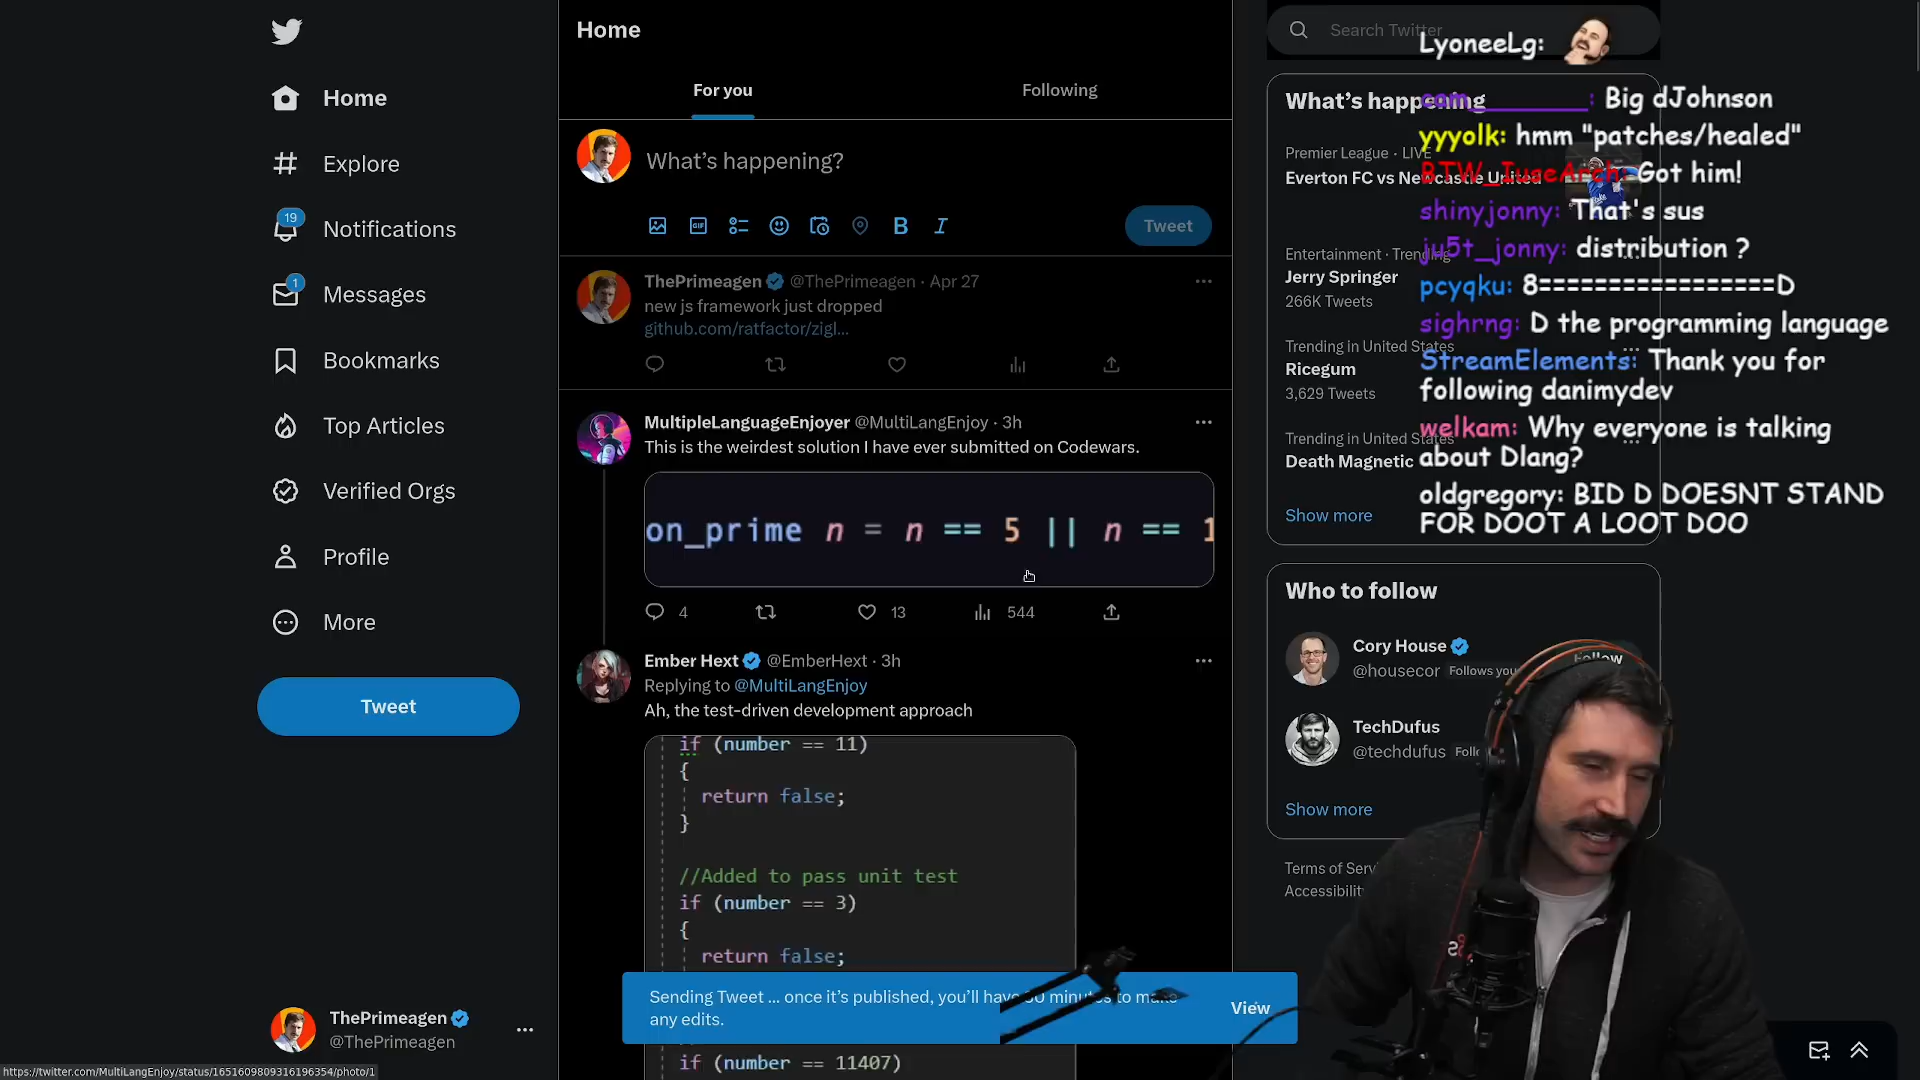 Home
Explore
19
Notifications
1
Messages
Bookmarks
Top Articles
Verified Orgs
Profile
More
Tweet
ThePrimeagen
@ThePrimeagen
Home
For you
Following
What's happening?
GIF
B I
Tweet
ThePrimeagen @ThePrimeagen · Apr 27
new js framework just dropped
github.com/ratfactor/zigl...
MultipleLanguageEnjoyer @MultiLangEnjoy · 3h
This is the weirdest solution I have ever submitted on Codewars.
on_prime n = n == 5 || n == 1
4
13
544
Ember Hext @EmberHext · 3h
Replying to @MultiLangEnjoy
Ah, the test-driven development approach
if (number == 11)
{
return false;
}
//Added to pass unit test
if (number == 3)
{
return false;
Sending Tweet ... once it's published, you'll have 30 minutes to make
any edits.
View
if (number == 11407)
Search Twitter
What's happening
Premier League · LIVE
Everton FC vs Newcastle United
Entertainment · Trending
Jerry Springer
266K Tweets
Trending in United States
Ricegum
3,629 Tweets
Trending in United States
Death Magnetic
Show more
Who to follow
Cory House
@housecor Follows you
Follow
TechDufus
@techdufus
Show more
Terms of
Accessibility
LyoneeLg:
Big dJohnson
yyyolk: hmm "patches/healed"
BTW_IuseArch: Got him!
shinyjonny: That's sus
ju5t_jonny: distribution ?
pcyqku: 8=================D
sighrng: D the programming language
StreamElements: Thank you for
following danimydev
welkam: Why everyone is talking
about Dlang?
oldgregory: BID D DOESNT STAND
FOR DOOT A LOOT DOO
https://twitter.com/MultiLangEnjoy/status/1651609809316196354/photo/1